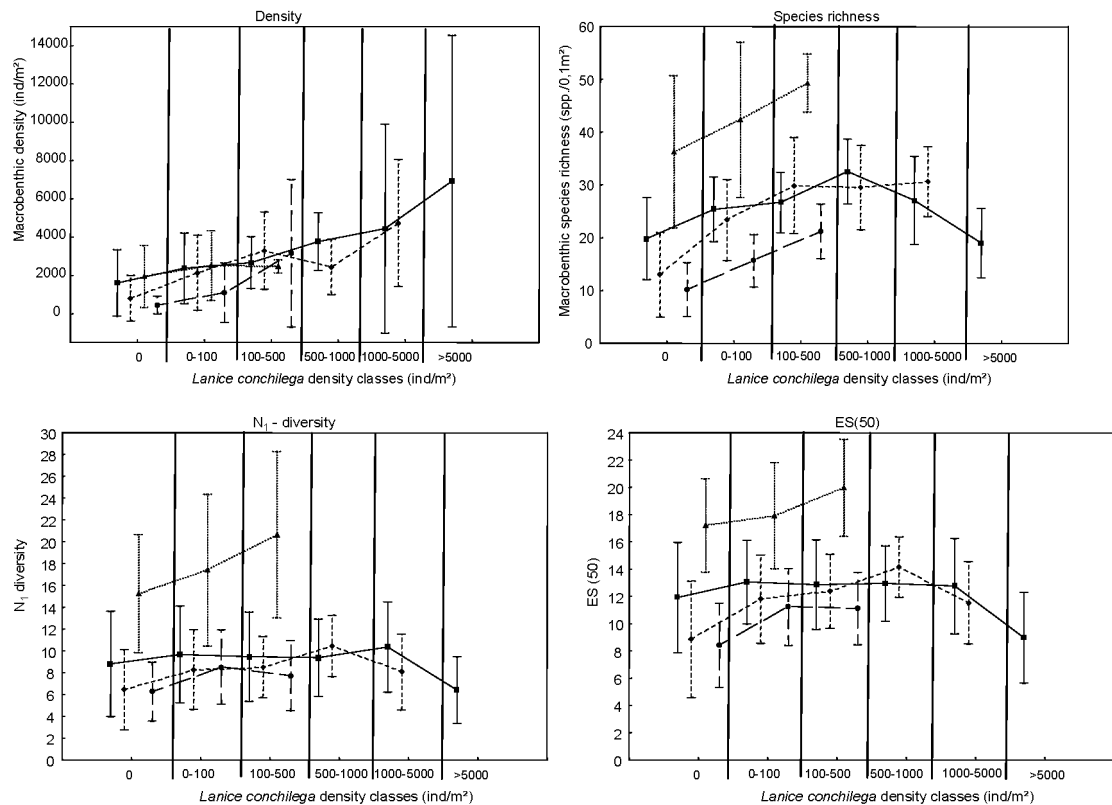 Density
Macrobenthic density (ind/m²)
14000
12000
10000
8000
6000
4000
2000
0
0 0-100 100-500 500-1000 1000-5000 >5000
Lanice conchilega density classes (ind/m²)
Species richness
Macrobenthic species richness (spp./0,1m²)
60
50
40
30
20
10
0
0 0-100 100-500 500-1000 1000-5000 >5000
Lanice conchilega density classes (ind/m²)
N₁ - diversity
N₁ diversity
30
28
26
24
22
20
18
16
14
12
10
8
6
4
2
0
0 0-100 100-500 500-1000 1000-5000 >5000
Lanice conchilega density classes (ind/m²)
ES(50)
ES (50)
24
22
20
18
16
14
12
10
8
6
4
2
0
0 0-100 100-500 500-1000 1000-5000 >5000
Lanice conchilega density classes (ind/m²)